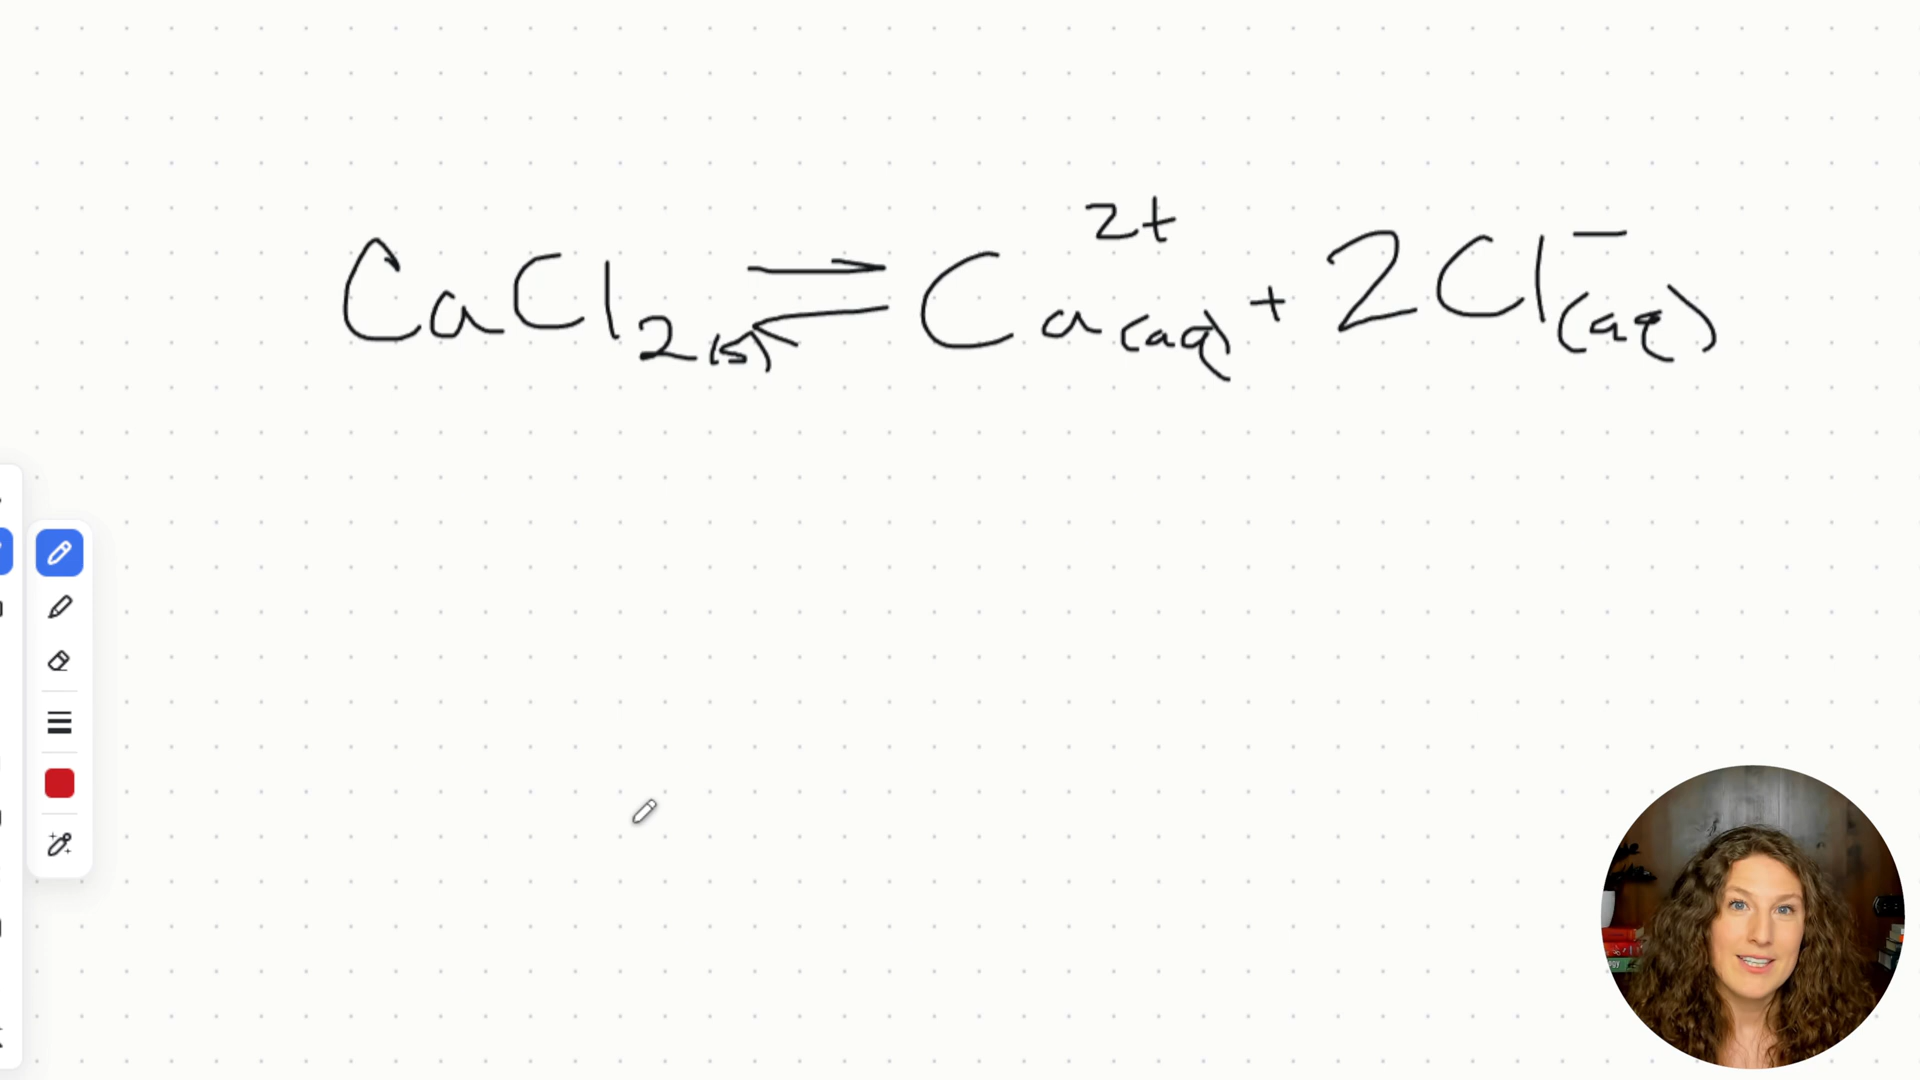 CaCl₂(s) ⇌ Ca²⁺(aq) + 2Cl⁻(aq)